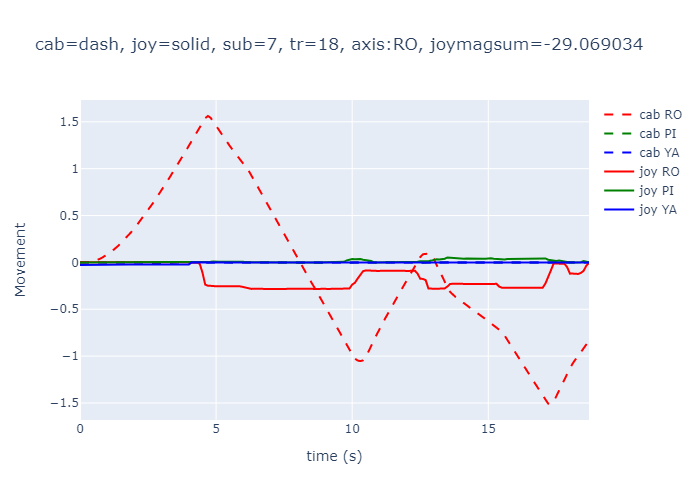 cab=dash, joy=solid, sub=7, tr=18, axis:RO, joymagsum=-29.069034
cab RO
cab PI
cab YA
joy RO
joy PI
joy YA
Movement
1.5
1
0.5
0
−0.5
−1
−1.5
0
5
10
15
time (s)